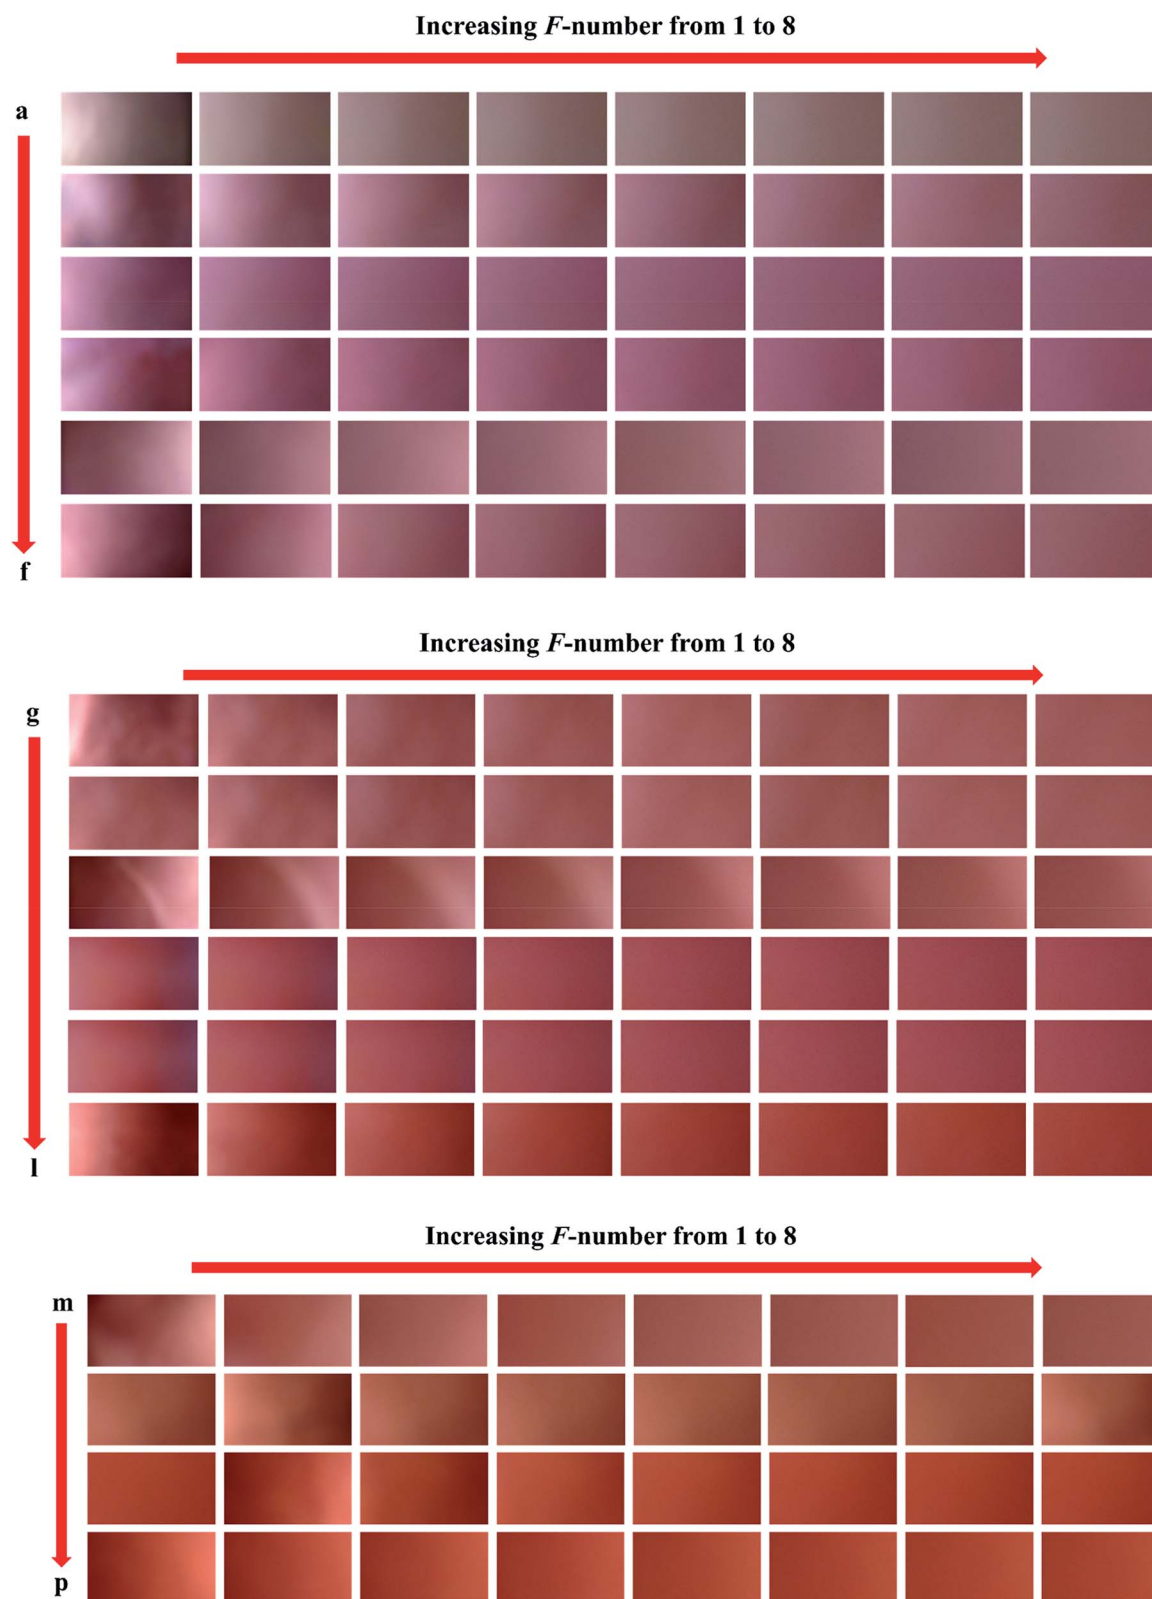 Increasing F-number from 1 to 8
a
f
Increasing F-number from 1 to 8
g
l
Increasing F-number from 1 to 8
m
p